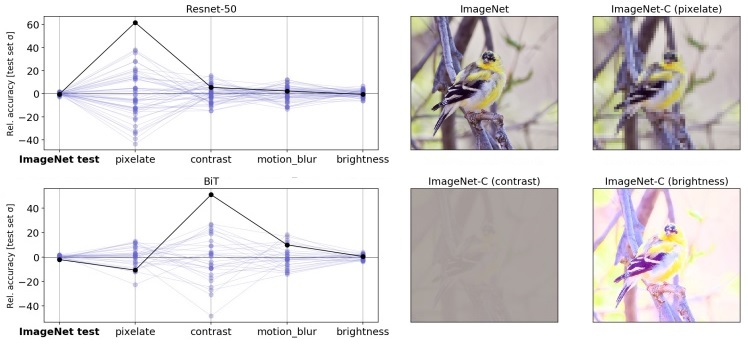 Resnet-50
Rel. accuracy [test set σ]
60
40
20
0
−20
−40
ImageNet test pixelate contrast motion_blur brightness
ImageNet
ImageNet-C (pixelate)
BiT
Rel. accuracy [test set σ]
40
20
0
−20
−40
ImageNet test pixelate contrast motion_blur brightness
ImageNet-C (contrast)
ImageNet-C (brightness)